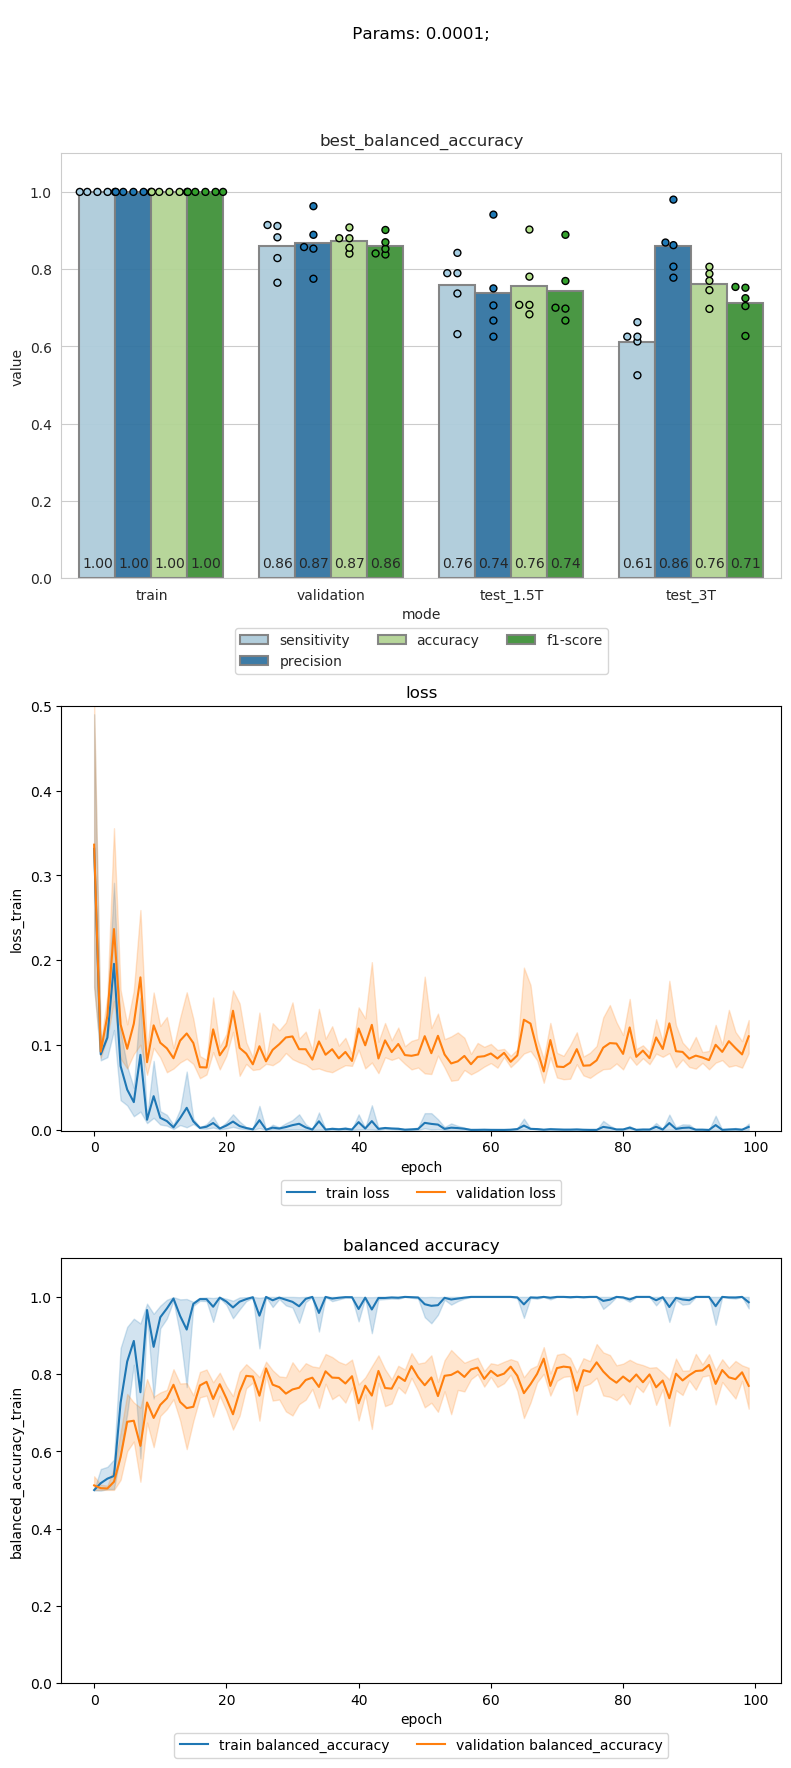 Params: 0.0001;
best_balanced_accuracy
value
1.0
0.8
0.6
0.4
0.2
0.0
1.00 1.00 1.00 1.00 0.86 0.87 0.87 0.86 0.76 0.74 0.76 0.74 0.61 0.86 0.76 0.71
train validation test_1.5T test_3T
mode
sensitivity accuracy f1-score
precision
loss
loss_train
0.5
0.4
0.3
0.2
0.1
0.0
0 20 40 60 80 100
epoch
train loss validation loss
balanced accuracy
balanced_accuracy_train
1.0
0.8
0.6
0.4
0.2
0.0
0 20 40 60 80 100
epoch
train balanced_accuracy validation balanced_accuracy